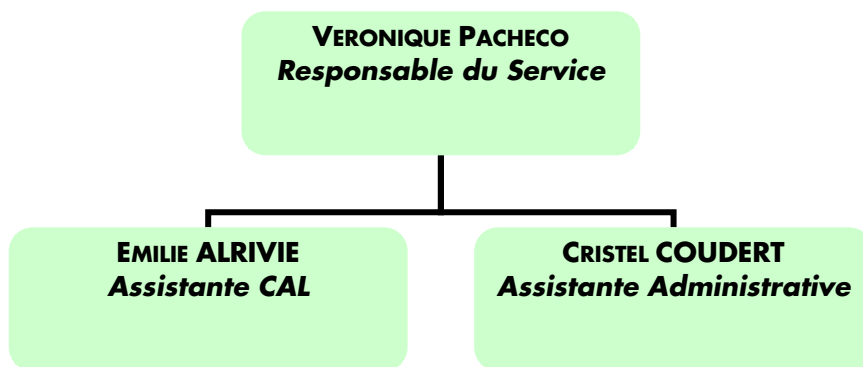 VERONIQUE PACHECO
Responsable du Service
EMILIE ALRIVIE
Assistante CAL
CRISTEL COUDERT
Assistante Administrative